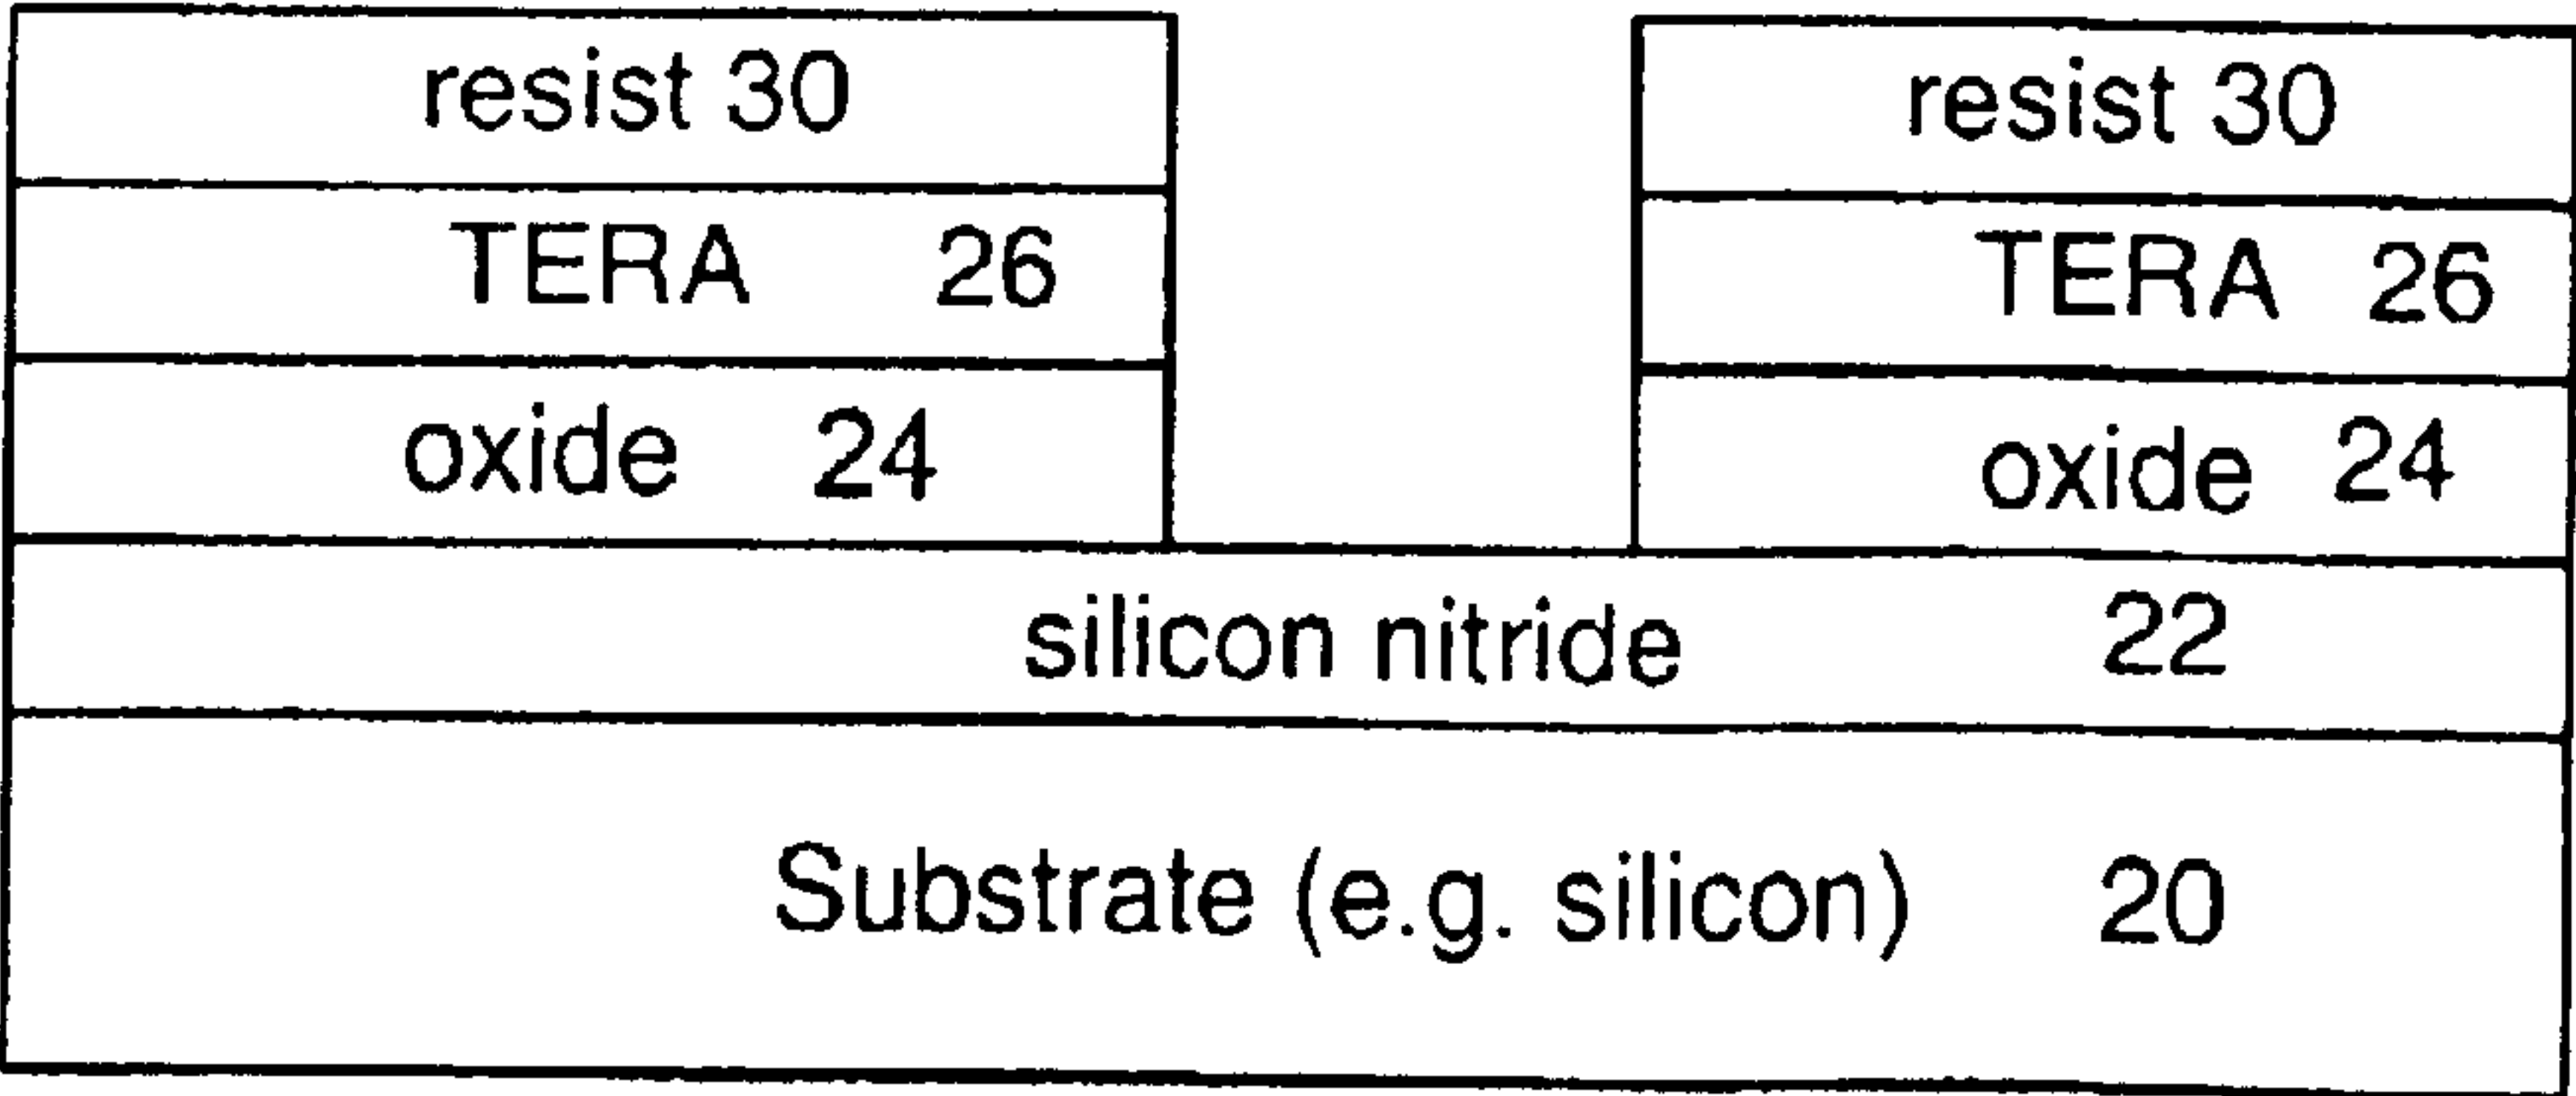 resist 30 resist 30
TERA 26 TERA 26
oxide 24 oxide 24
silicon nitride 22
Substrate (e.g. silicon) 20